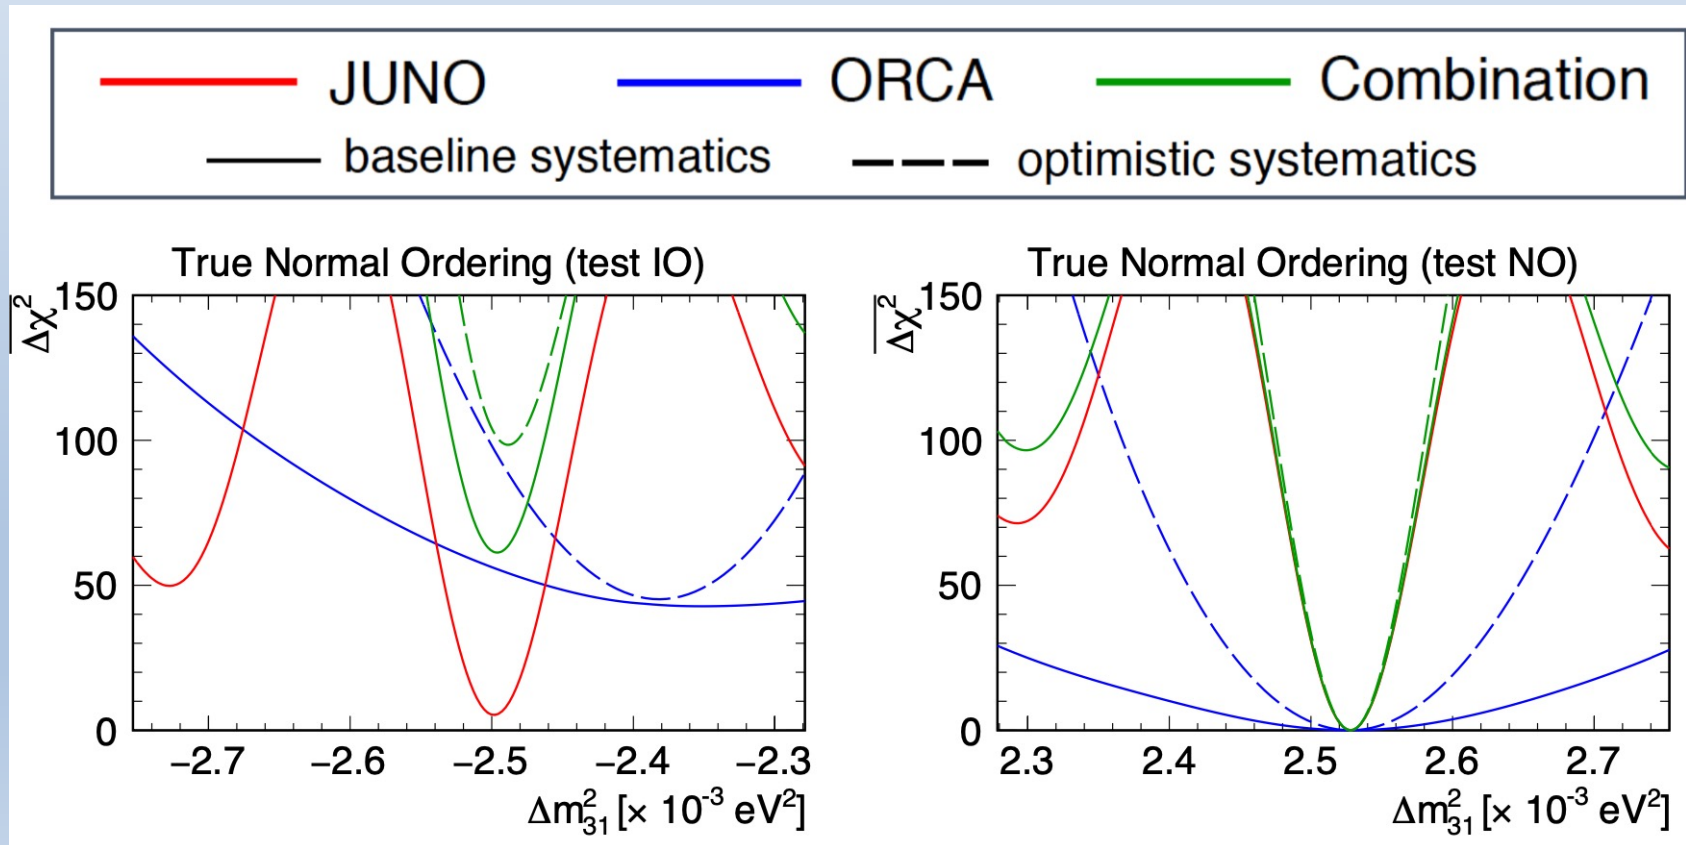 JUNO ORCA Combination
baseline systematics optimistic systematics
True Normal Ordering (test IO)
Δχ²
150
100
50
0
−2.7 −2.6 −2.5 −2.4 −2.3
Δm²₃₁ [× 10⁻³ eV²]
True Normal Ordering (test NO)
Δχ²
150
100
50
0
2.3 2.4 2.5 2.6 2.7
Δm²₃₁ [× 10⁻³ eV²]